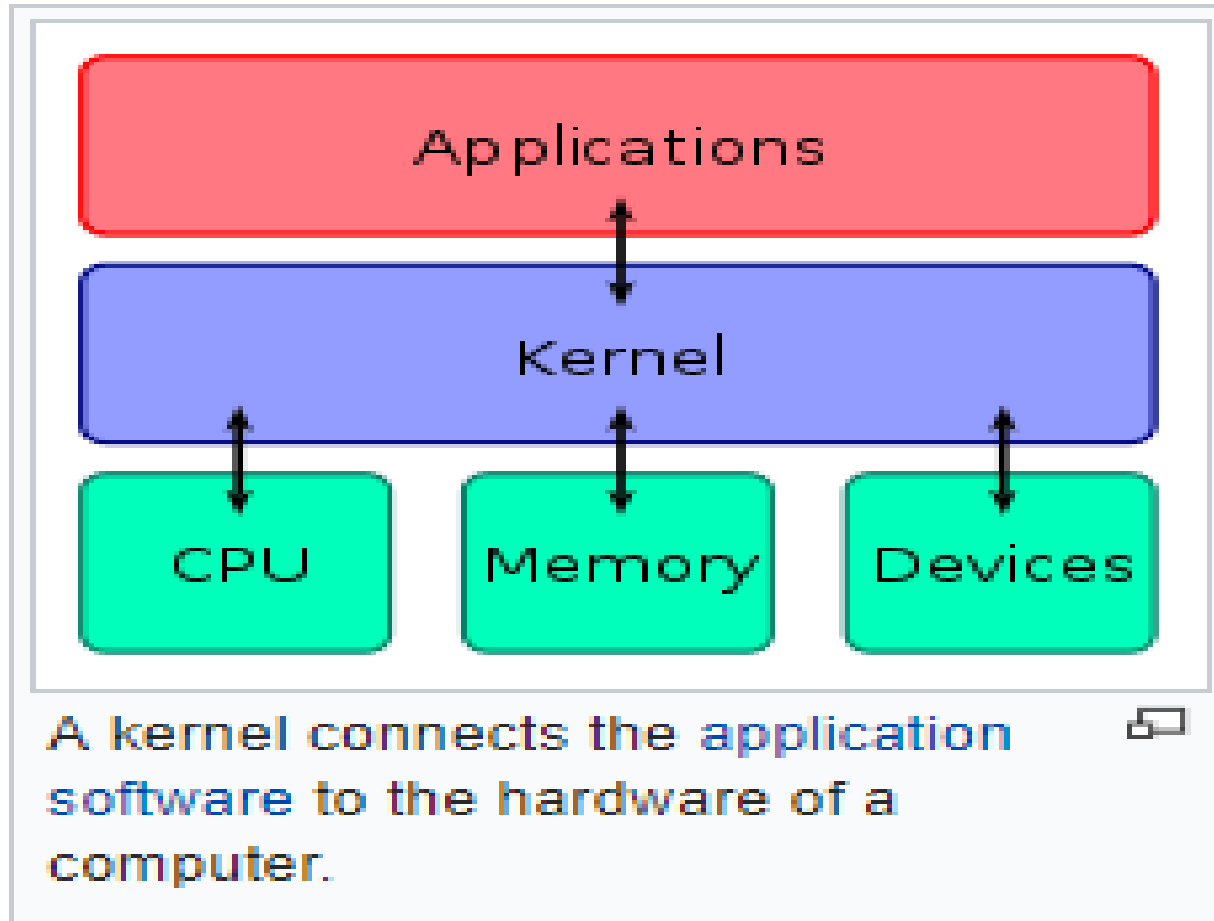 Applications
Kernel
CPU Memory Devices
A kernel connects the application
software to the hardware of a
computer.